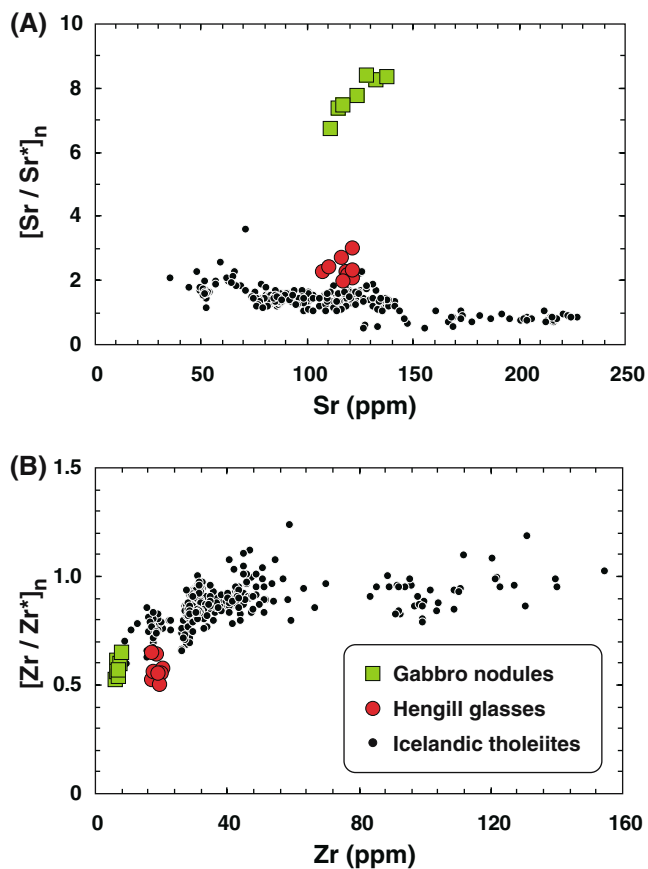 (A)
10
8
6
4
2
0
[Sr / Sr*]n
0 50 100 150 200 250
Sr (ppm)
(B)
1.5
1.0
0.5
0
[Zr / Zr*]n
Gabbro nodules
Hengill glasses
Icelandic tholeiites
0 40 80 120 160
Zr (ppm)